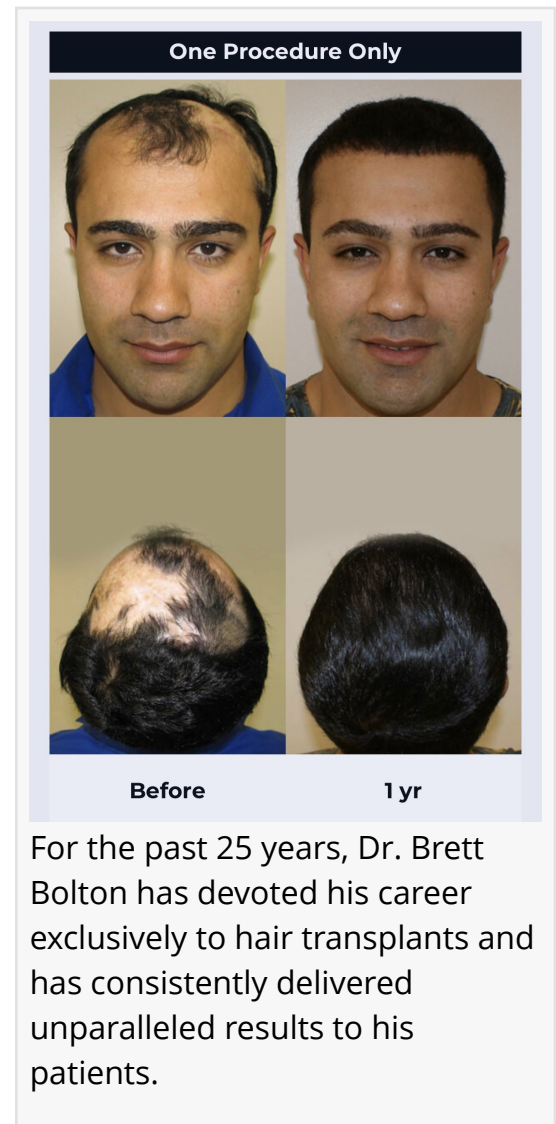 One Procedure Only
Before
1 yr
For the past 25 years, Dr. Brett
Bolton has devoted his career
exclusively to hair transplants and
has consistently delivered
unparalleled results to his
patients.